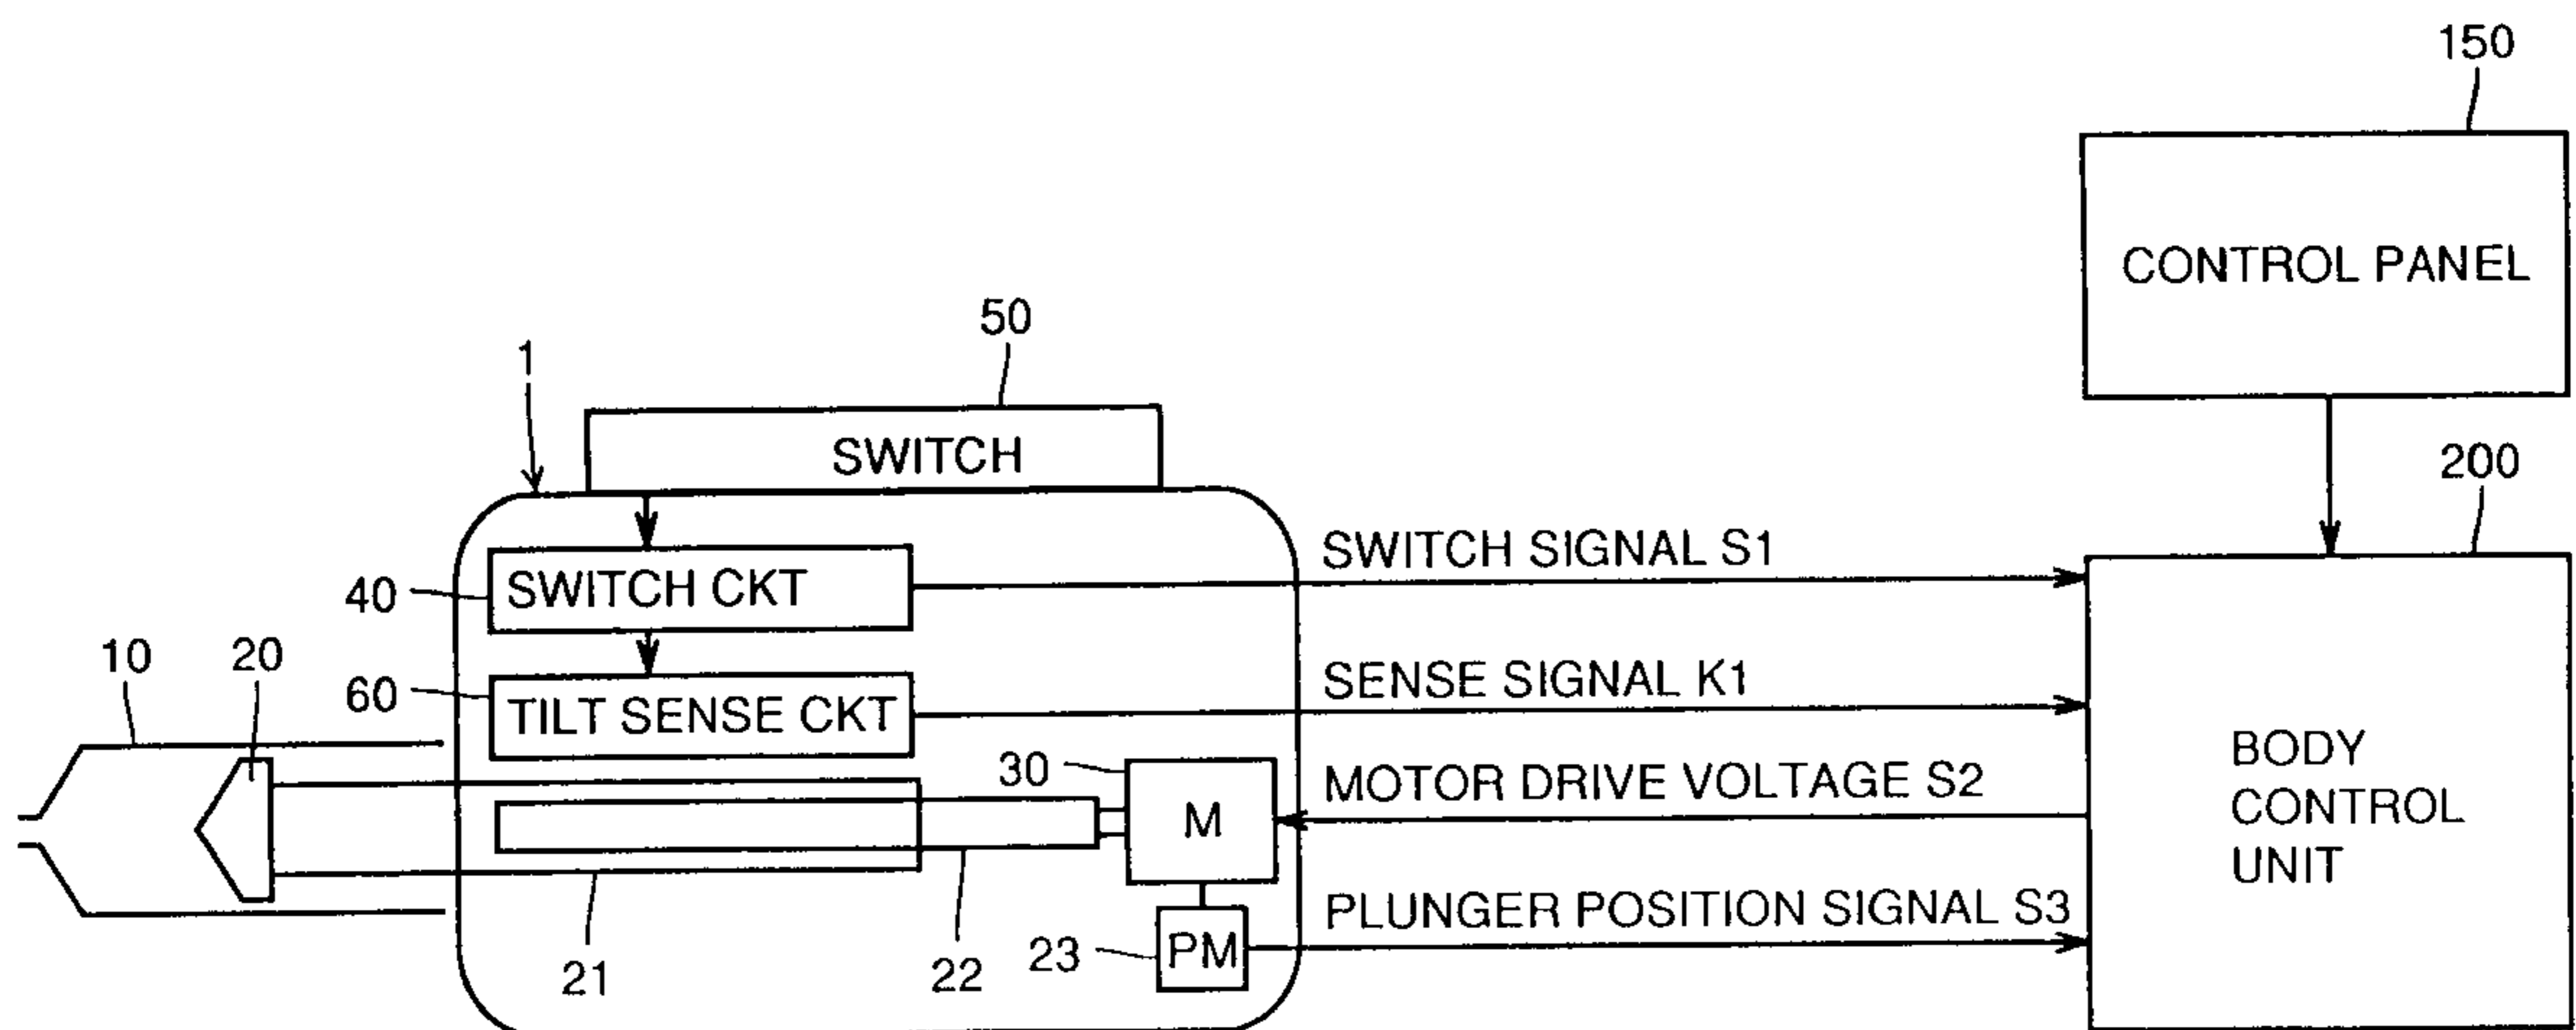 150
CONTROL PANEL
50
1
SWITCH
200
SWITCH SIGNAL S1
40
SWITCH CKT
10
20
SENSE SIGNAL K1
60
TILT SENSE CKT
30
MOTOR DRIVE VOLTAGE S2
M
BODY
CONTROL
UNIT
PLUNGER POSITION SIGNAL S3
21
22
23
PM